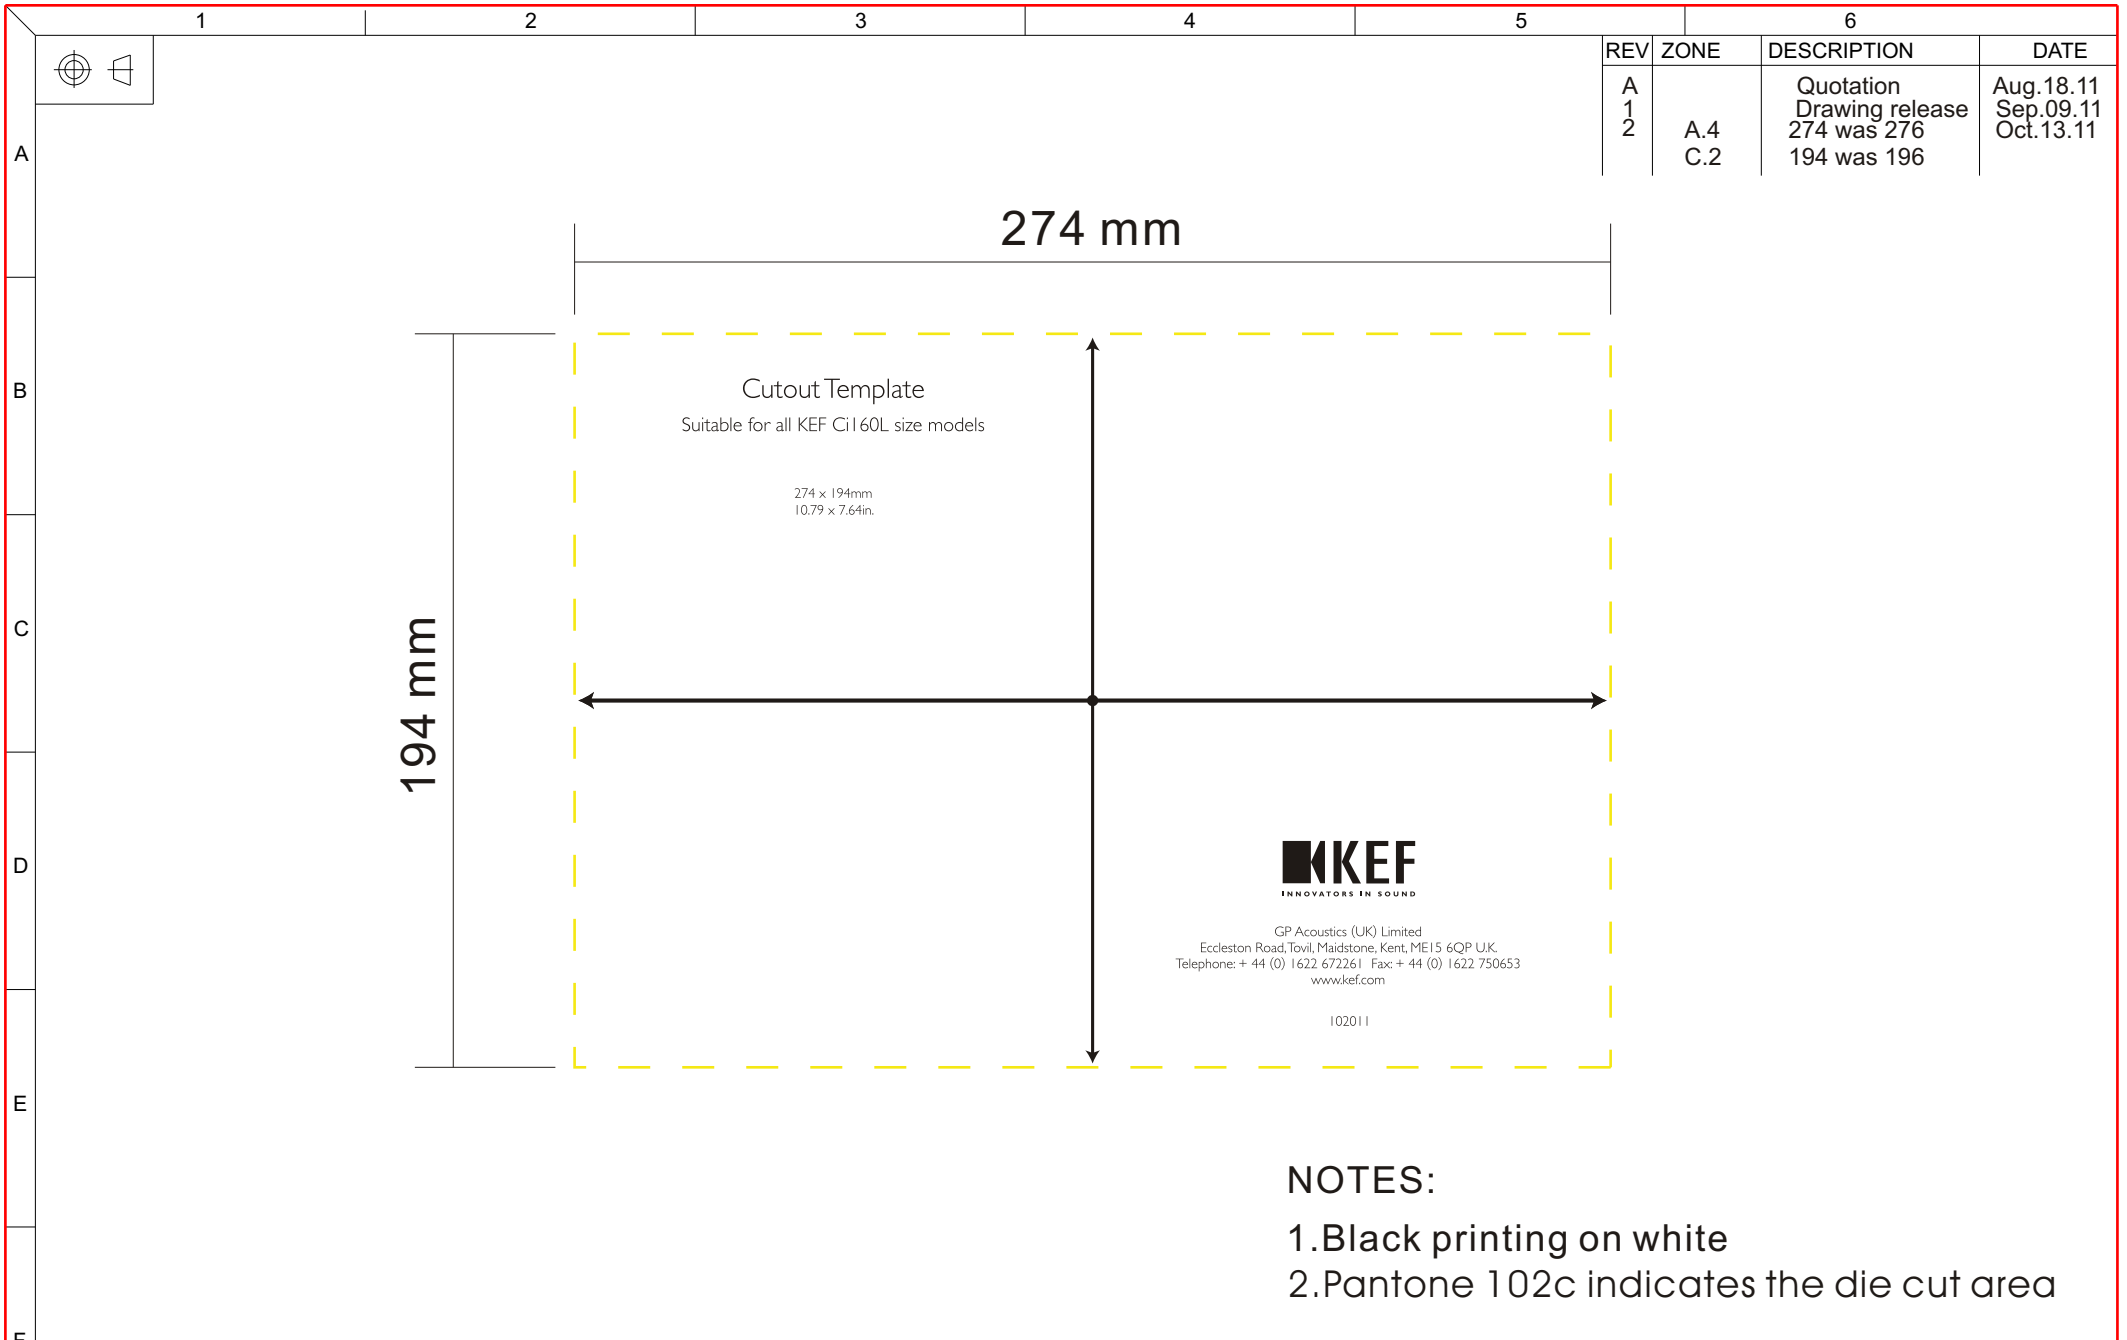 1 2 3 4 5 6
REV ZONE DESCRIPTION DATE
A Quotation Aug.18.11
1 Drawing release Sep.09.11
2 A.4 274 was 276 Oct.13.11
C.2 194 was 196
A
274 mm
B
Cutout Template
Suitable for all KEF Ci160L size models
274 x 194mm
10.79 x 7.64in.
C
194 mm
D
KEF
INNOVATORS IN SOUND
GP Acoustics (UK) Limited
Eccleston Road, Tovil, Maidstone, Kent, ME15 6QP U.K.
Telephone: + 44 (0) 1622 672261 Fax: + 44 (0) 1622 750653
www.kef.com
102011
E
NOTES:
1.Black printing on white
2.Pantone 102c indicates the die cut area